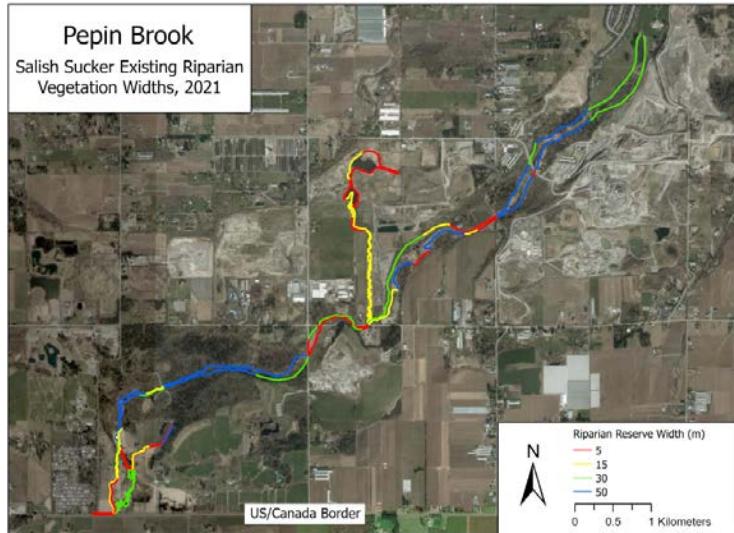 Pepin Brook
Salish Sucker Existing Riparian
Vegetation Widths, 2021
US/Canada Border
N
Riparian Reserve Width (m)
5
15
30
50
0 0.5 1 Kilometers